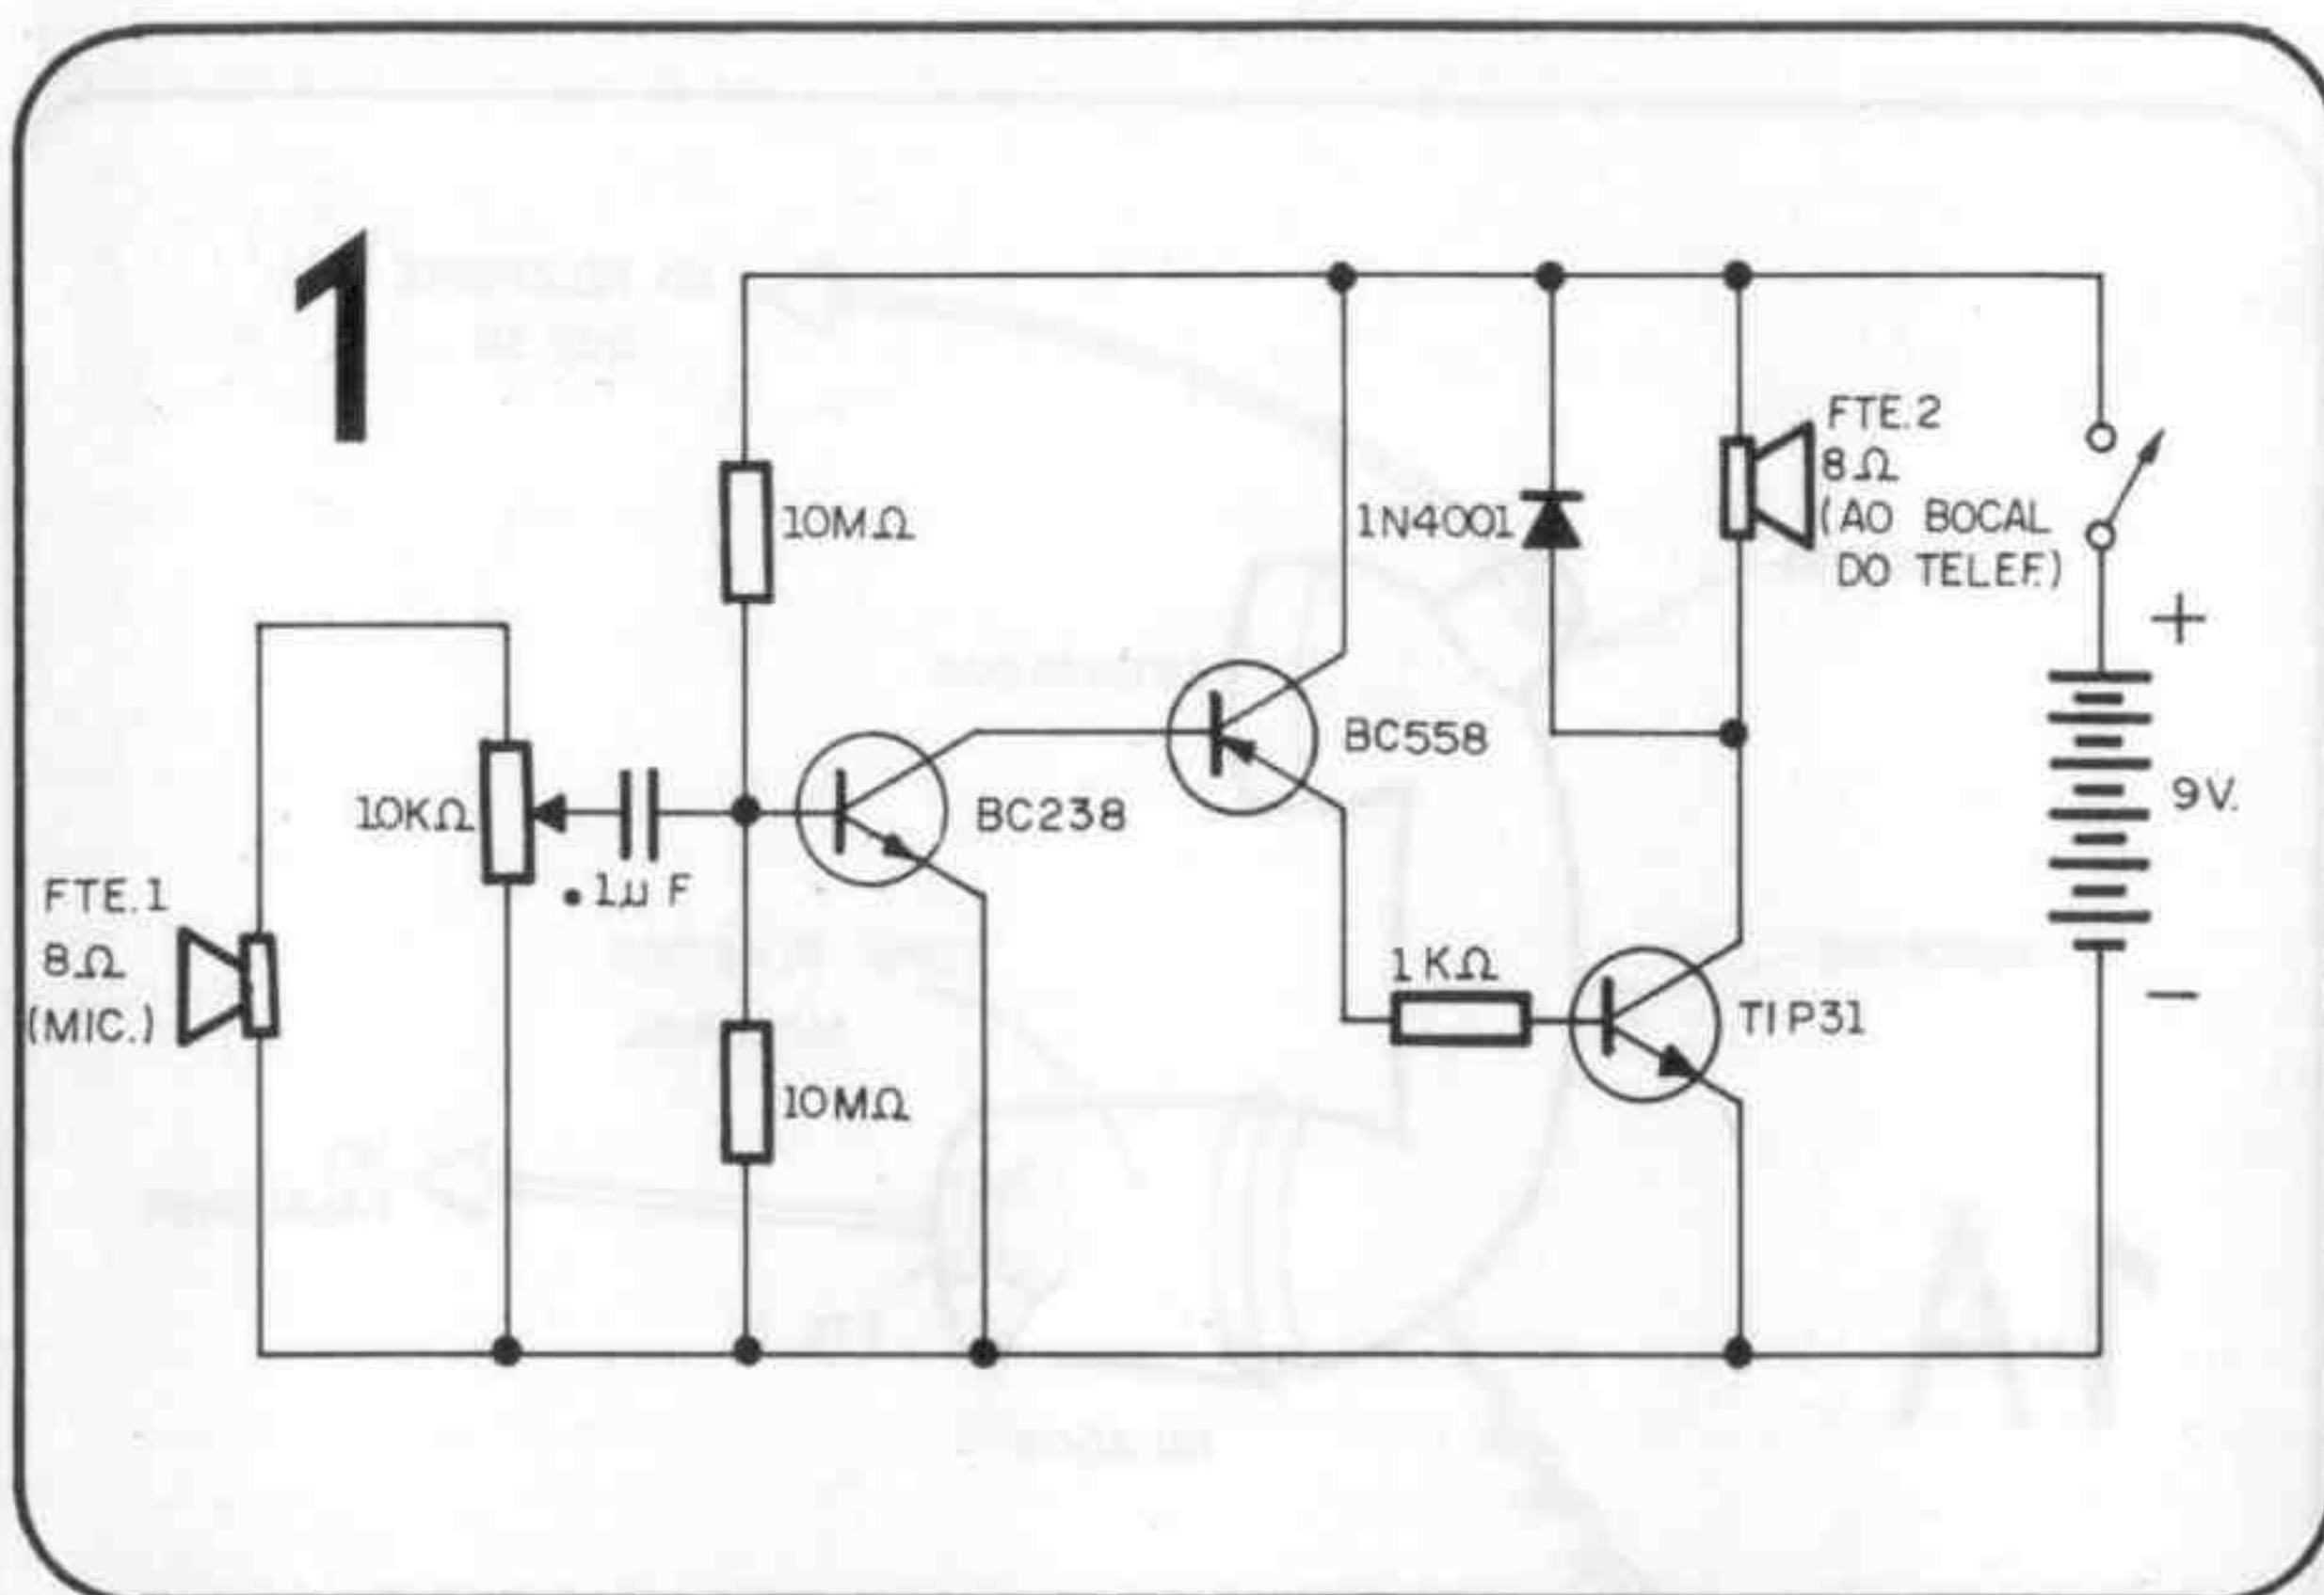 1
10MΩ
1N4001
FTE.2
8Ω
(AO BOCAL
DO TELEF.)
+
10KΩ
.1µF
BC238
BC558
9V.
FTE.1
8Ω
(MIC.)
1KΩ
TIP31
−
10MΩ